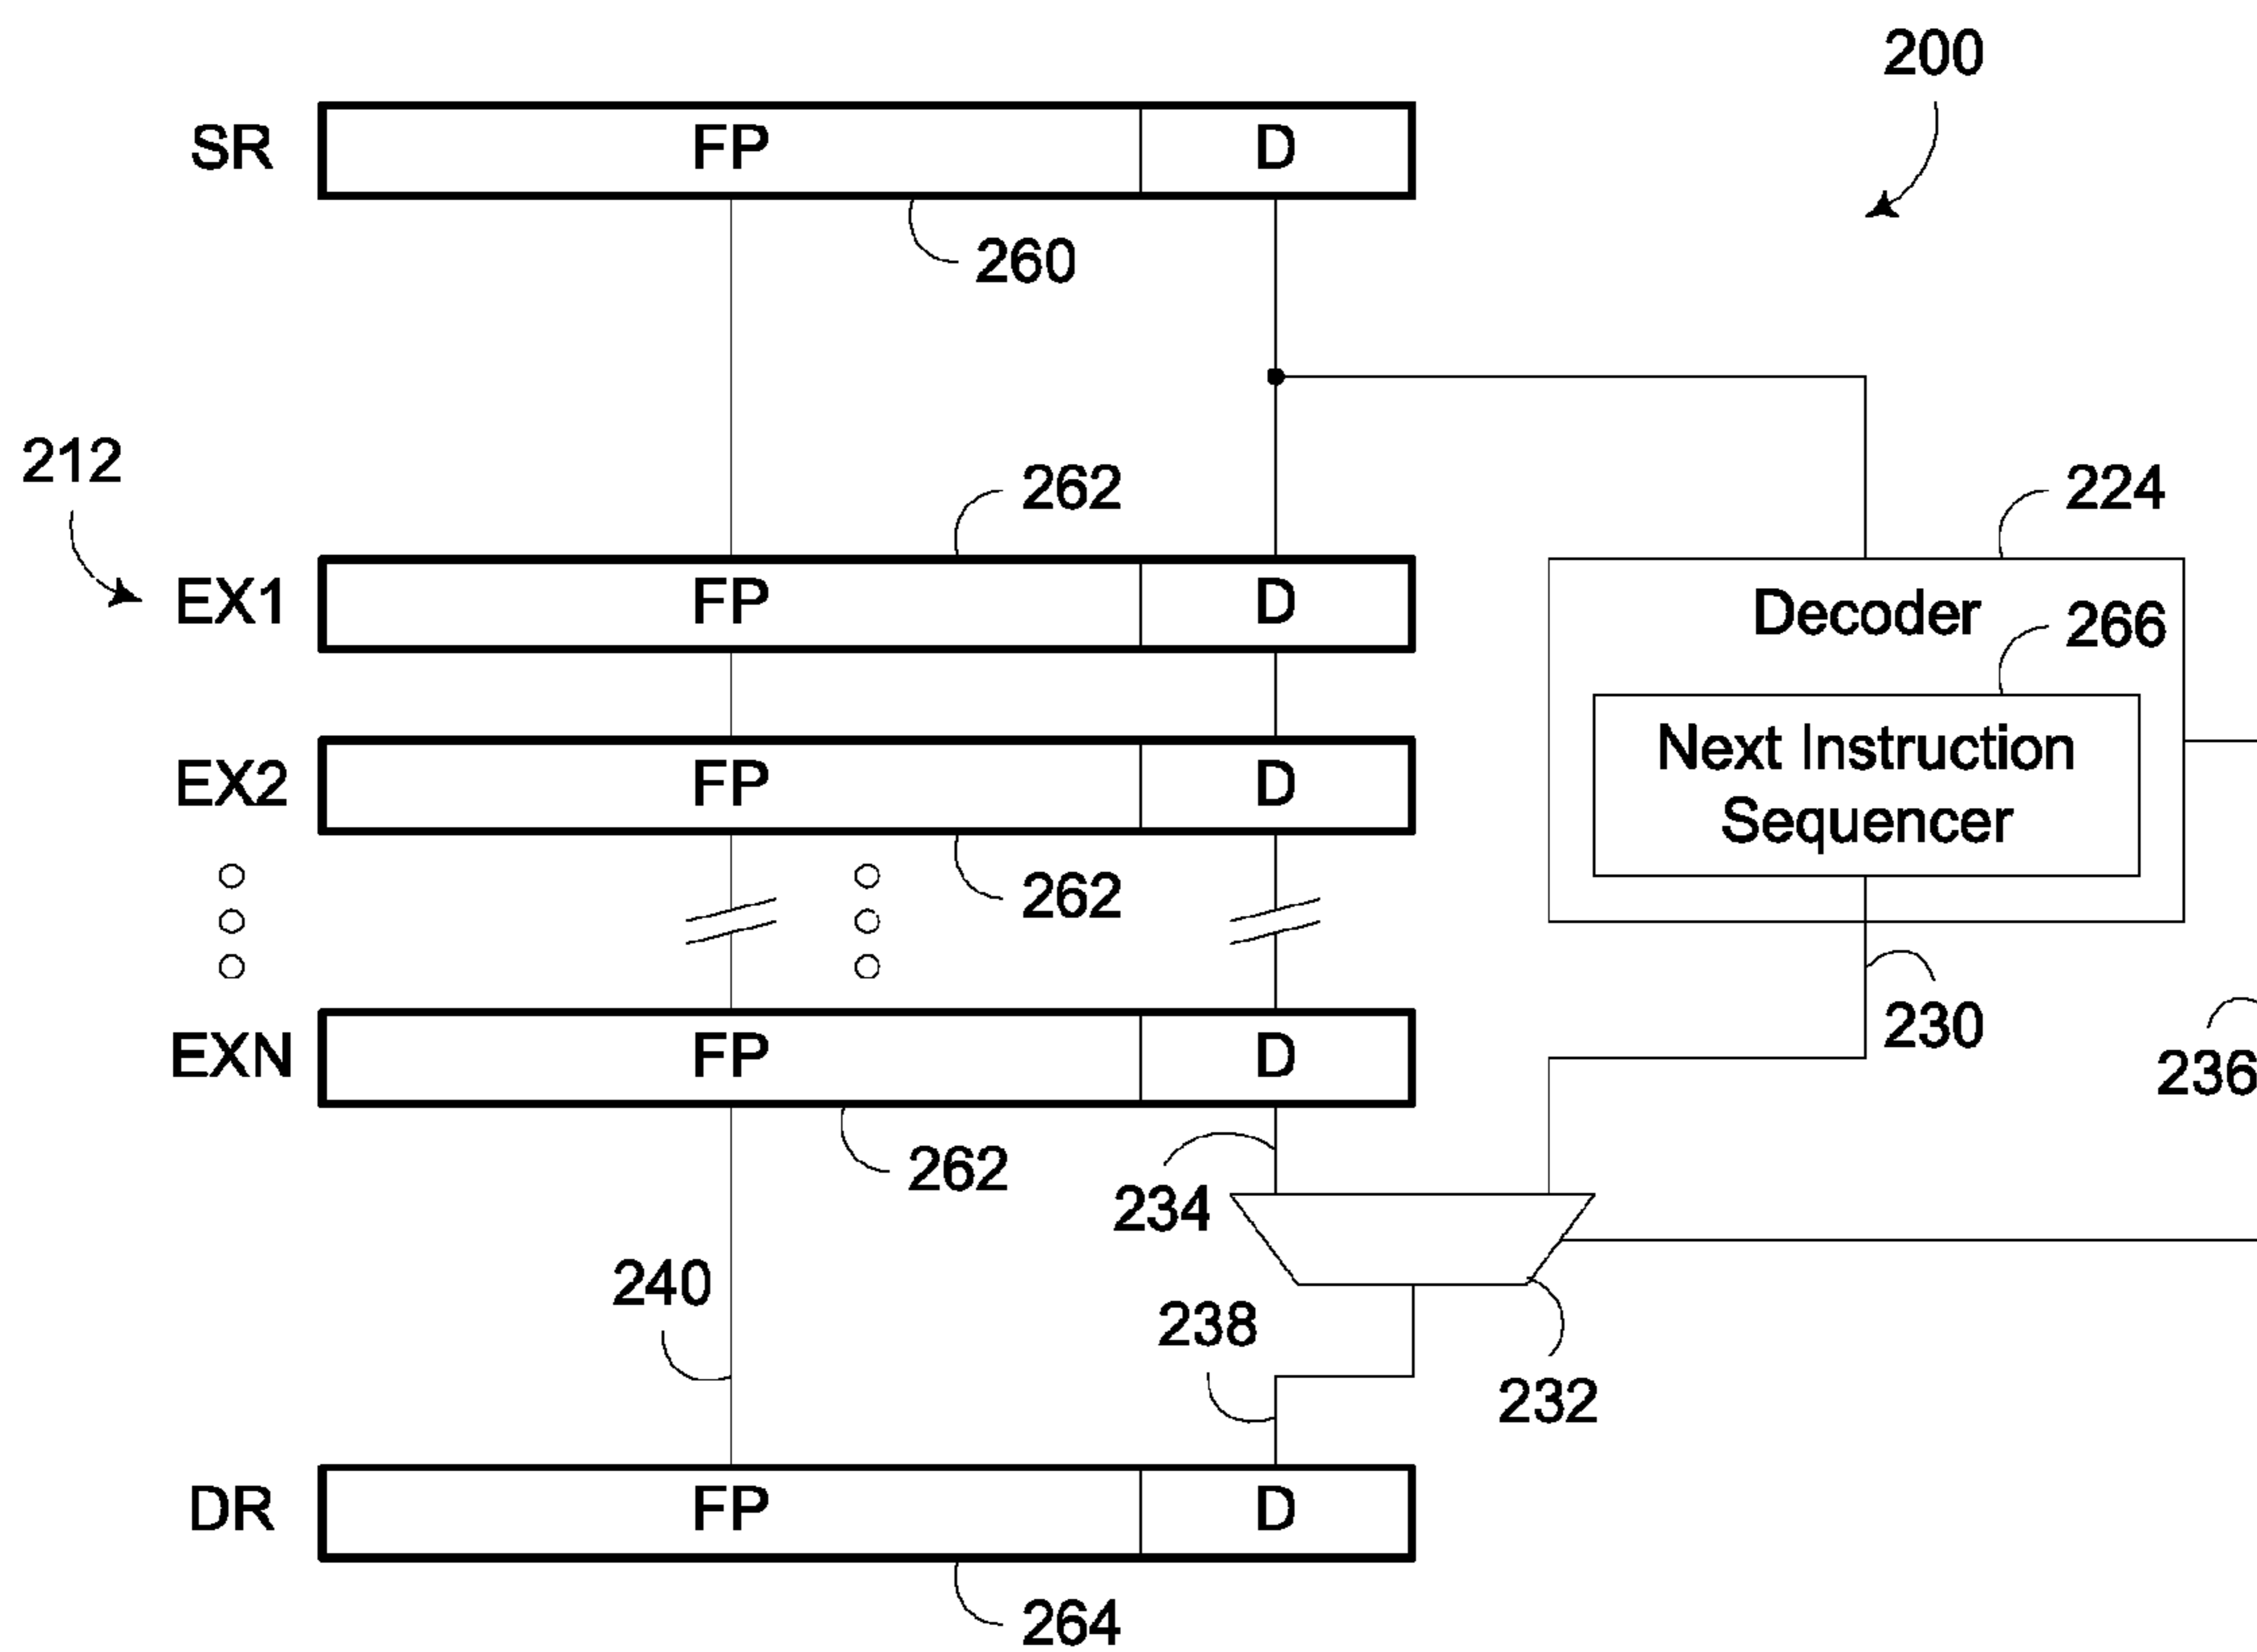 200
SR FP D
260
212
262
224
EX1 FP D
Decoder
266
EX2 FP D
Next Instruction
Sequencer
262
230
EXN FP D
236
262
234
240
238
232
DR FP D
264